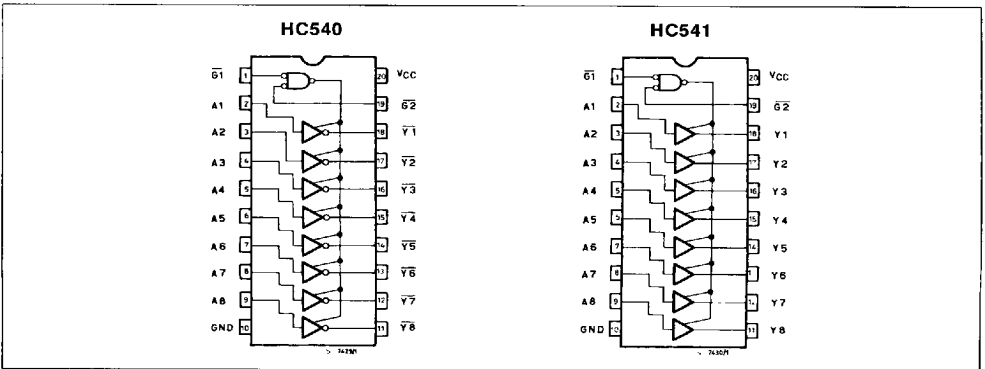 HC540
G1 1 20 VCC
A1 2 19 G2
A2 3 18 Y1
A3 4 17 Y2
A4 5 16 Y3
A5 6 15 Y4
A6 7 14 Y5
A7 8 13 Y6
A8 9 12 Y7
GND 10 11 Y8
S 7429/1
HC541
G1 1 20 VCC
A1 2 19 G2
A2 3 18 Y1
A3 4 17 Y2
A4 5 16 Y3
A5 15 Y4
A6 7 14 Y5
A7 8 Y6
A8 9 Y7
GND 10 11 Y8
S 7430/1